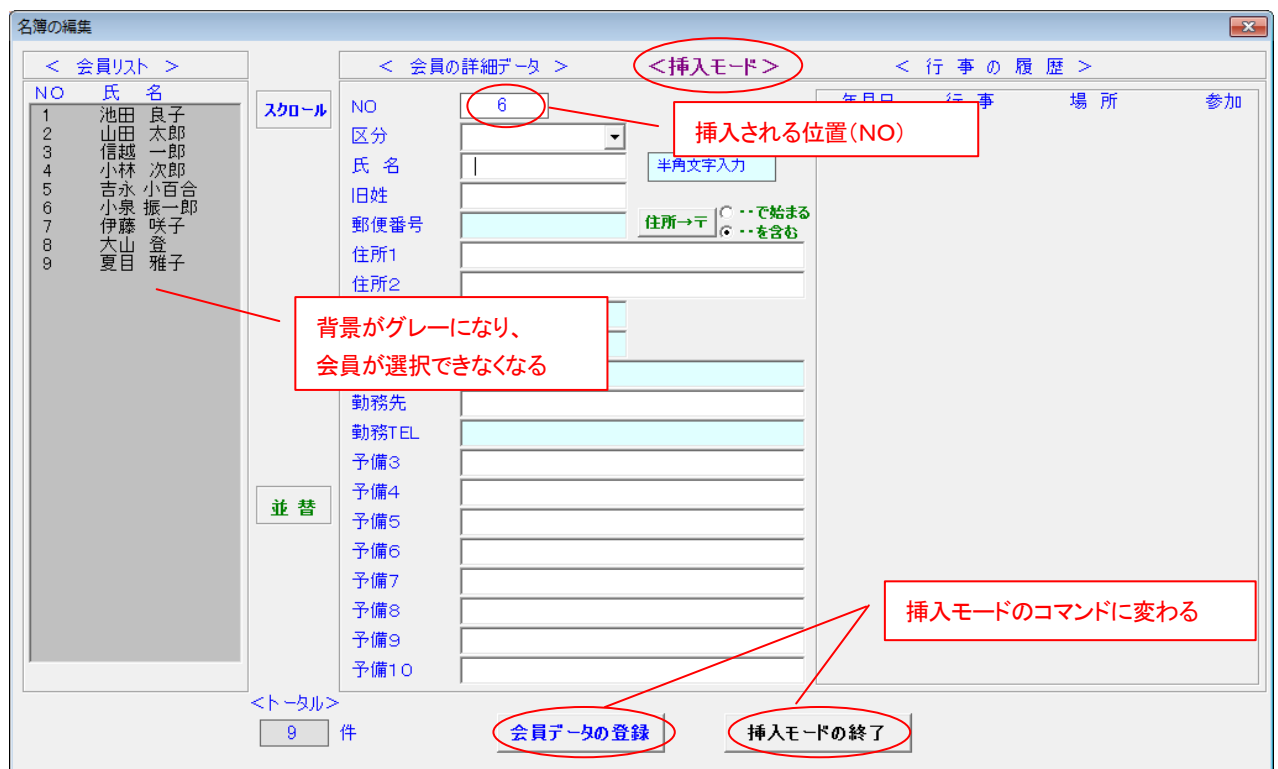 名簿の編集
＜ 会員リスト ＞
＜ 会員の詳細データ ＞
＜挿入モード＞
＜ 行 事 の 履 歴 ＞
NO 氏 名
1 池田 良子
2 山田 太郎
3 信越 一郎
4 小林 次郎
5 吉永 小百合
6 小泉 振一郎
7 伊藤 咲子
8 大山 登
9 夏目 雅子
スクロール
並 替
NO 6
区分
氏 名
半角文字入力
旧姓
郵便番号
住所→〒
・・で始まる
・・を含む
住所1
住所2
勤務先
勤務TEL
予備3
予備4
予備5
予備6
予備7
予備8
予備9
予備10
年月日 行 事 場 所 参加
挿入される位置（NO）
背景がグレーになり、
会員が選択できなくなる
挿入モードのコマンドに変わる
＜トータル＞
9 件
会員データの登録
挿入モードの終了